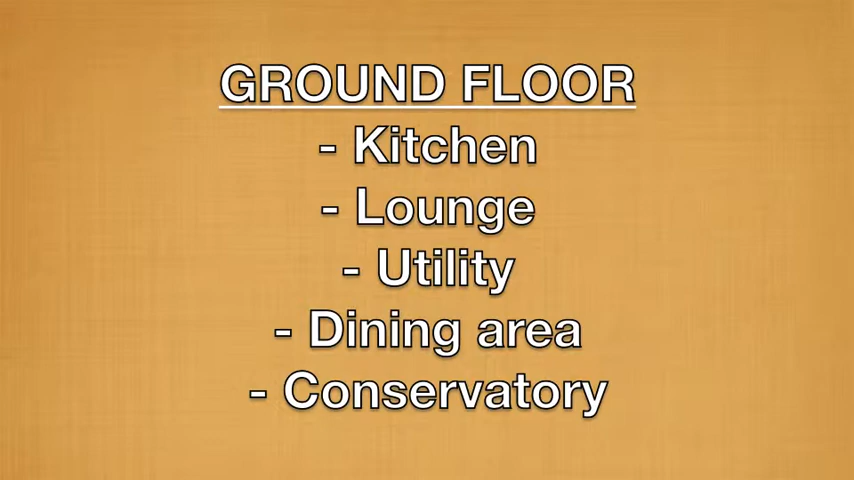 GROUND FLOOR
- Kitchen
- Lounge
- Utility
- Dining area
- Conservatory